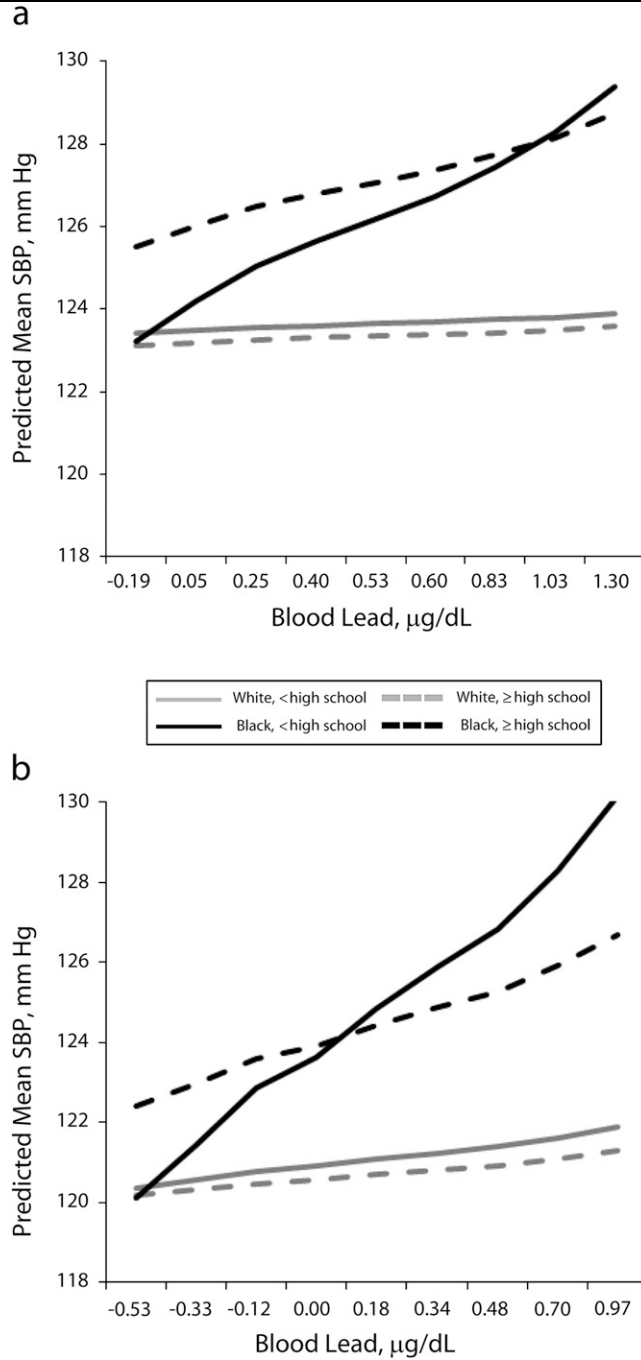 a
130
128
126
124
122
120
118
Predicted Mean SBP, mm Hg
-0.19 0.05 0.25 0.40 0.53 0.60 0.83 1.03 1.30
Blood Lead, μg/dL
White, <high school White, ≥high school
Black, <high school Black, ≥high school
b
130
128
126
124
122
120
118
Predicted Mean SBP, mm Hg
-0.53 -0.33 -0.12 0.00 0.18 0.34 0.48 0.70 0.97
Blood Lead, μg/dL